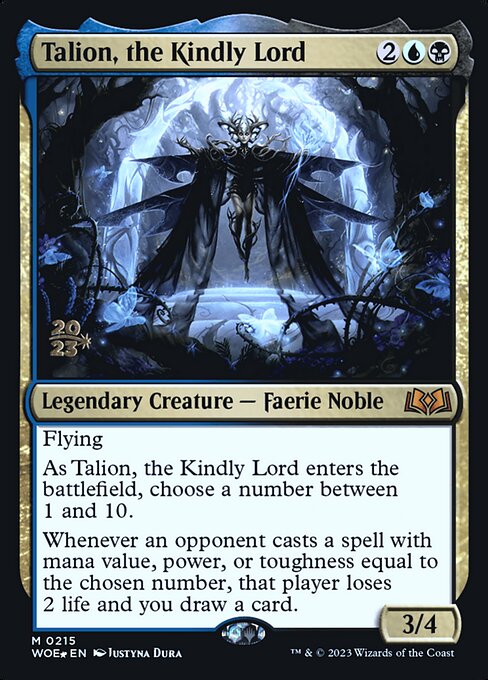 Talion, the Kindly Lord 2
20
23
Legendary Creature — Faerie Noble
Flying
As Talion, the Kindly Lord enters the
battlefield, choose a number between
1 and 10.
Whenever an opponent casts a spell with
mana value, power, or toughness equal to
the chosen number, that player loses
2 life and you draw a card.
3/4
M 0215
WOE★EN Justyna Dura
™ & © 2023 Wizards of the Coast